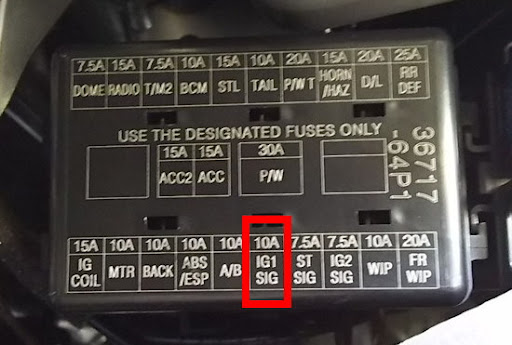 7.5A 15A 7.5A 10A 15A 10A 20A 15A 20A 25A
DOME RADIO T/M2 BCM STL TAIL P/W T HORN /HAZ D/L RR DEF
USE THE DESIGNATED FUSES ONLY
36717
-64P1
15A 15A 30A
ACC2 ACC P/W
15A 10A 10A 10A 10A 10A 7.5A 7.5A 10A 20A
IG COIL MTR BACK ABS /ESP A/B IG1 SIG ST SIG IG2 SIG WIP FR WIP